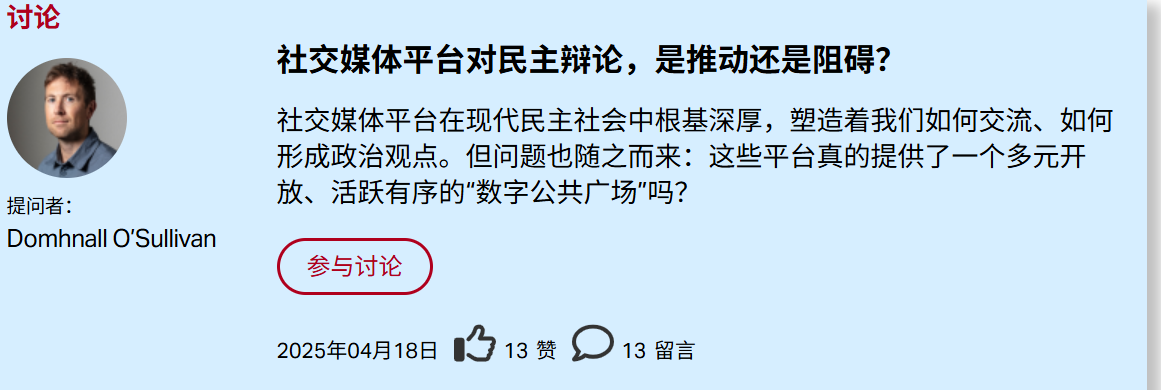 讨论
社交媒体平台对民主辩论，是推动还是阻碍？
社交媒体平台在现代民主社会中根基深厚，塑造着我们如何交流、如何
形成政治观点。但问题也随之而来：这些平台真的提供了一个多元开
放、活跃有序的“数字公共广场”吗？
提问者：
Domhnall O’Sullivan
参与讨论
2025年04月18日 13 赞 13 留言